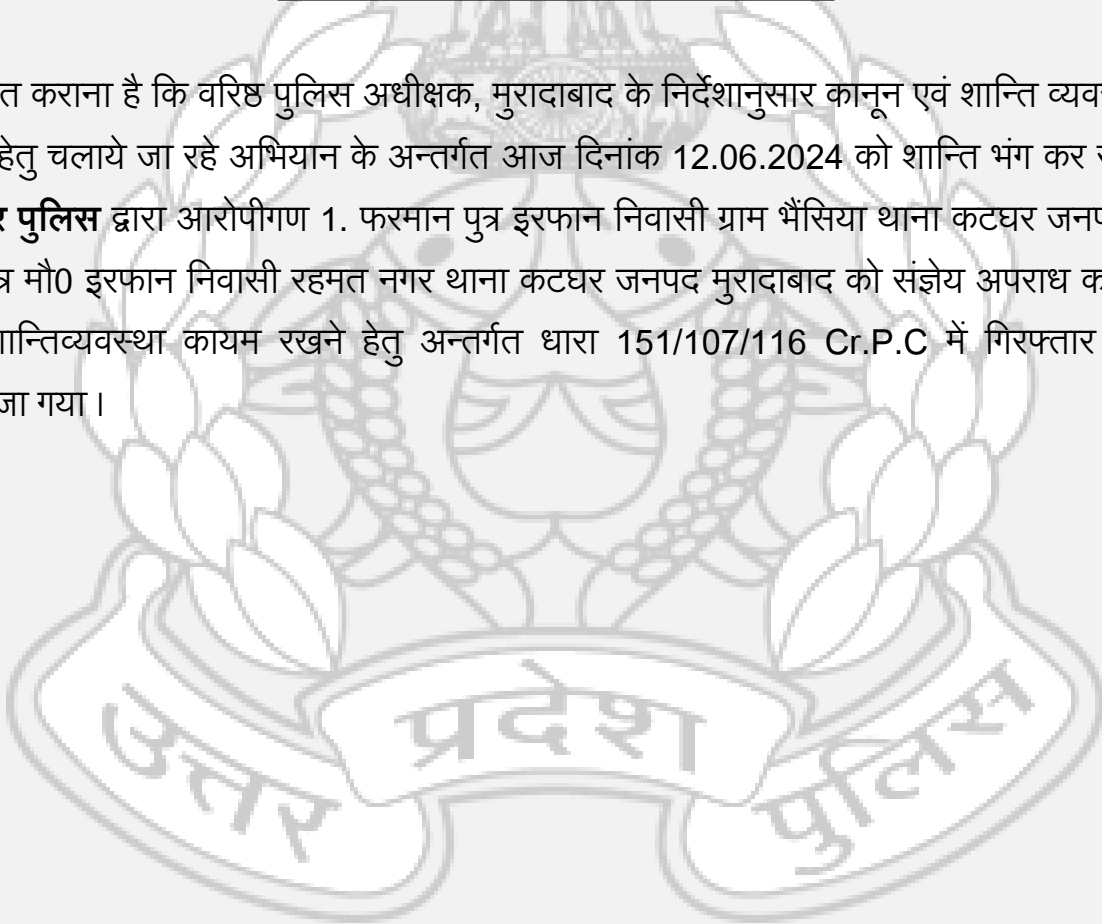 त कराना है कि वरिष्ठ पुलिस अधीक्षक, मुरादाबाद के निर्देशानुसार कानून एवं शान्ति व्यव
हेतु चलाये जा रहे अभियान के अन्तर्गत आज दिनांक 12.06.2024 को शान्ति भंग कर
र पुलिस द्वारा आरोपीगण 1. फरमान पुत्र इरफान निवासी ग्राम भैंसिया थाना कटघर जनप
त्र मौ0 इरफान निवासी रहमत नगर थाना कटघर जनपद मुरादाबाद को संज्ञेय अपराध क
ान्तिव्यवस्था कायम रखने हेतु अन्तर्गत धारा 151/107/116 Cr.P.C में गिरफ्तार
जा गया।
उत्तर प्रदेश पुलिस